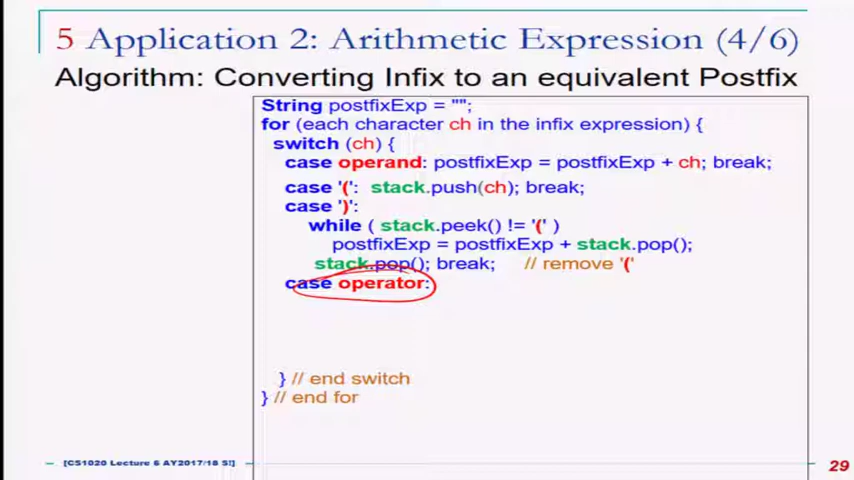 5 Application 2: Arithmetic Expression (4/6)
Algorithm: Converting Infix to an equivalent Postfix
String postfixExp = "";
for (each character ch in the infix expression) {
switch (ch) {
case operand: postfixExp = postfixExp + ch; break;
case '(': stack.push(ch); break;
case ')':
while ( stack.peek() != '(' )
postfixExp = postfixExp + stack.pop();
stack.pop(); break; // remove '('
case operator:
} // end switch
} // end for
[CS1020 Lecture 6 AY2017/18 S1]
29